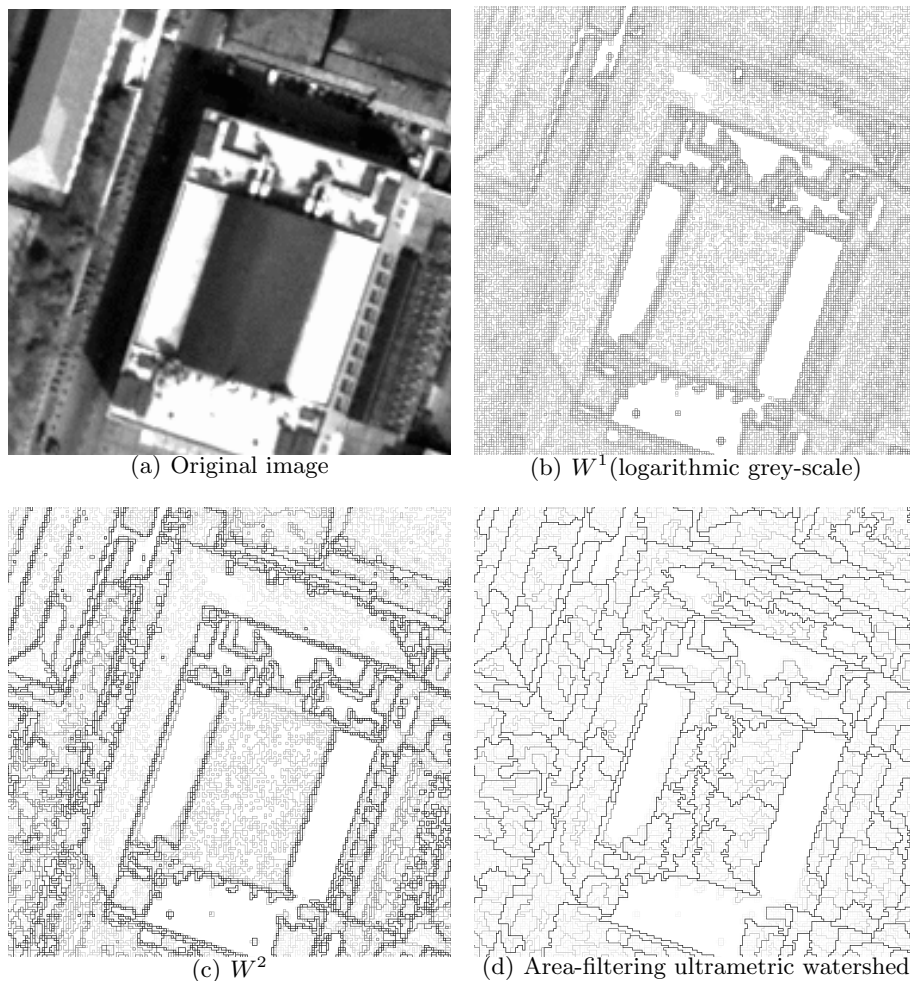 (a) Original image
(b) W¹(logarithmic grey-scale)
(c) W²
(d) Area-filtering ultrametric watershed